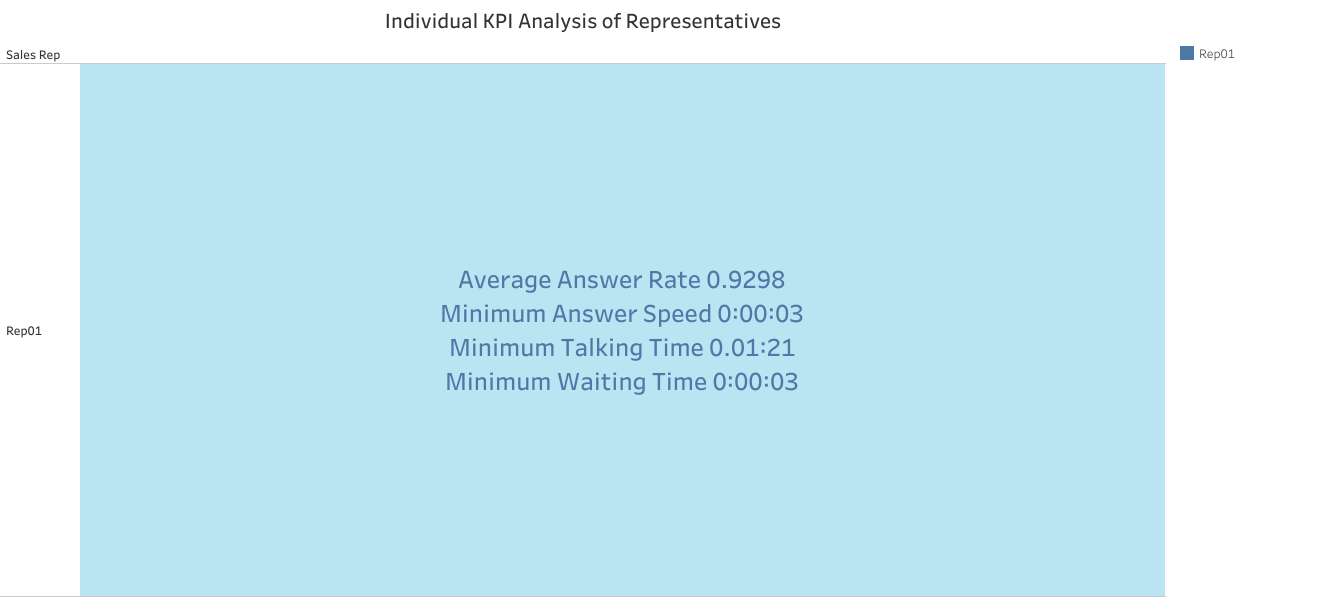 Individual KPI Analysis of Representatives
Sales Rep
Rep01
Rep01
Average Answer Rate 0.9298
Minimum Answer Speed 0:00:03
Minimum Talking Time 0.01:21
Minimum Waiting Time 0:00:03